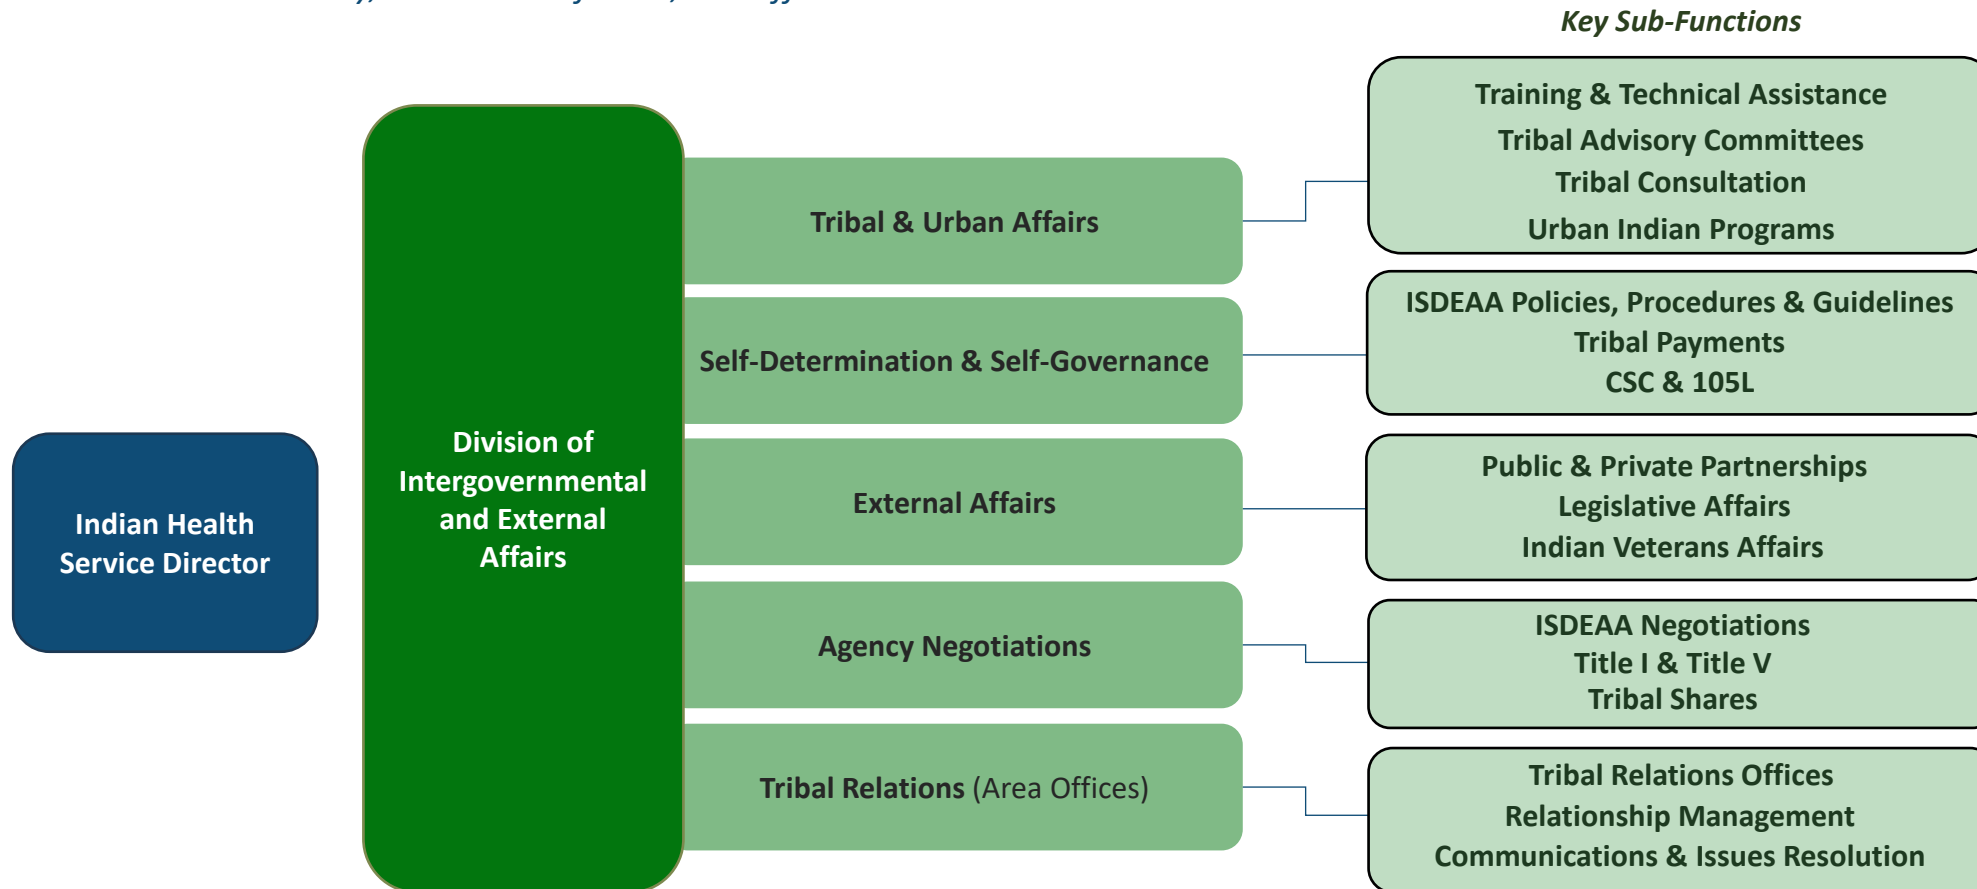 Key Sub-Functions
Indian Health
Service Director
Division of
Intergovernmental
and External
Affairs
Tribal & Urban Affairs
Training & Technical Assistance
Tribal Advisory Committees
Tribal Consultation
Urban Indian Programs
Self-Determination & Self-Governance
ISDEAA Policies, Procedures & Guidelines
Tribal Payments
CSC & 105L
External Affairs
Public & Private Partnerships
Legislative Affairs
Indian Veterans Affairs
Agency Negotiations
ISDEAA Negotiations
Title I & Title V
Tribal Shares
Tribal Relations (Area Offices)
Tribal Relations Offices
Relationship Management
Communications & Issues Resolution